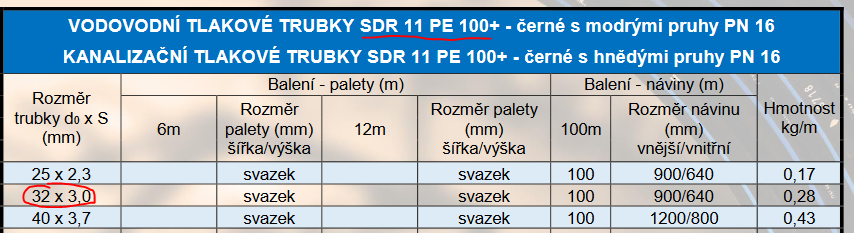 VODOVODNÍ TLAKOVÉ TRUBKY SDR 11 PE 100+ - černé s modrými pruhy PN 16
KANALIZAČNÍ TLAKOVÉ TRUBKY SDR 11 PE 100+ - černé s hnědými pruhy PN 16
Rozměr
trubky d₀ x S
(mm)
Balení - palety (m)
Balení - náviny (m)
Hmotnost
kg/m
6m
Rozměr
palety (mm)
šířka/výška
12m
Rozměr palety
(mm)
šířka/výška
100m
Rozměr návinu
(mm)
vnější/vnitřní
25 x 2,3 svazek svazek 100 900/640 0,17
32 x 3,0 svazek svazek 100 900/640 0,28
40 x 3,7 svazek svazek 100 1200/800 0,43